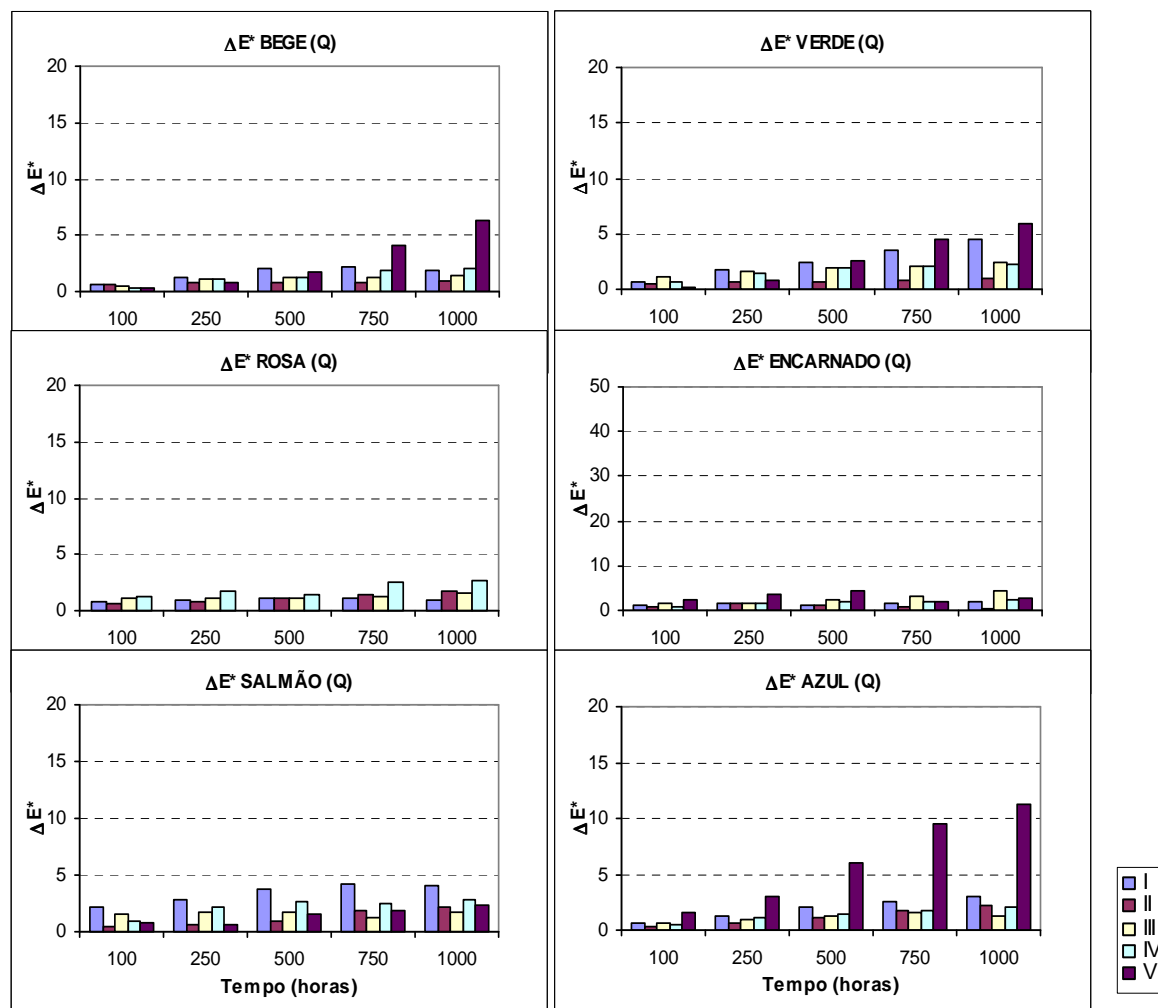 ΔE* BEGE (Q)
20
15
10
5
0
ΔE*
100 250 500 750 1000
ΔE* VERDE (Q)
20
15
10
5
0
ΔE*
100 250 500 750 1000
ΔE* ROSA (Q)
20
15
10
5
0
ΔE*
100 250 500 750 1000
ΔE* ENCARNADO (Q)
50
40
30
20
10
0
ΔE*
100 250 500 750 1000
ΔE* SALMÃO (Q)
20
15
10
5
0
ΔE*
100 250 500 750 1000
Tempo (horas)
ΔE* AZUL (Q)
20
15
10
5
0
ΔE*
100 250 500 750 1000
Tempo (horas)
I
II
III
IV
V